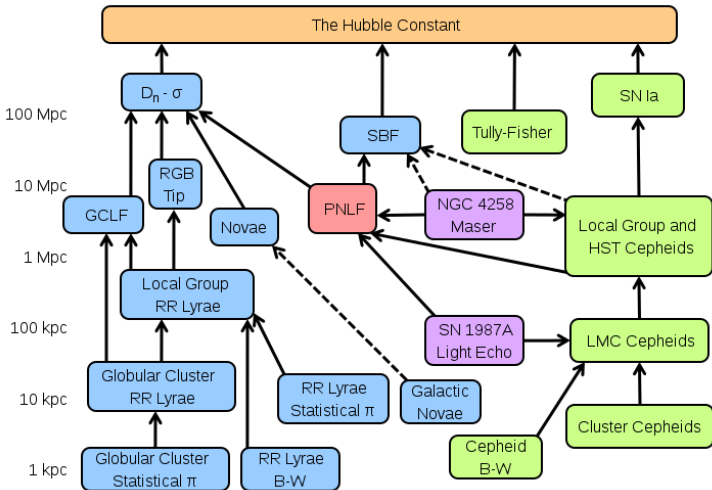 The Hubble Constant
Dn - σ
SN Ia
100 Mpc
SBF
Tully-Fisher
RGB
Tip
10 Mpc
GCLF
Novae
PNLF
NGC 4258
Maser
Local Group and
HST Cepheids
1 Mpc
Local Group
RR Lyrae
100 kpc
SN 1987A
Light Echo
LMC Cepheids
Globular Cluster
RR Lyrae
RR Lyrae
Statistical π
Galactic
Novae
10 kpc
Cluster Cepheids
Globular Cluster
Statistical π
RR Lyrae
B-W
Cepheid
B-W
1 kpc